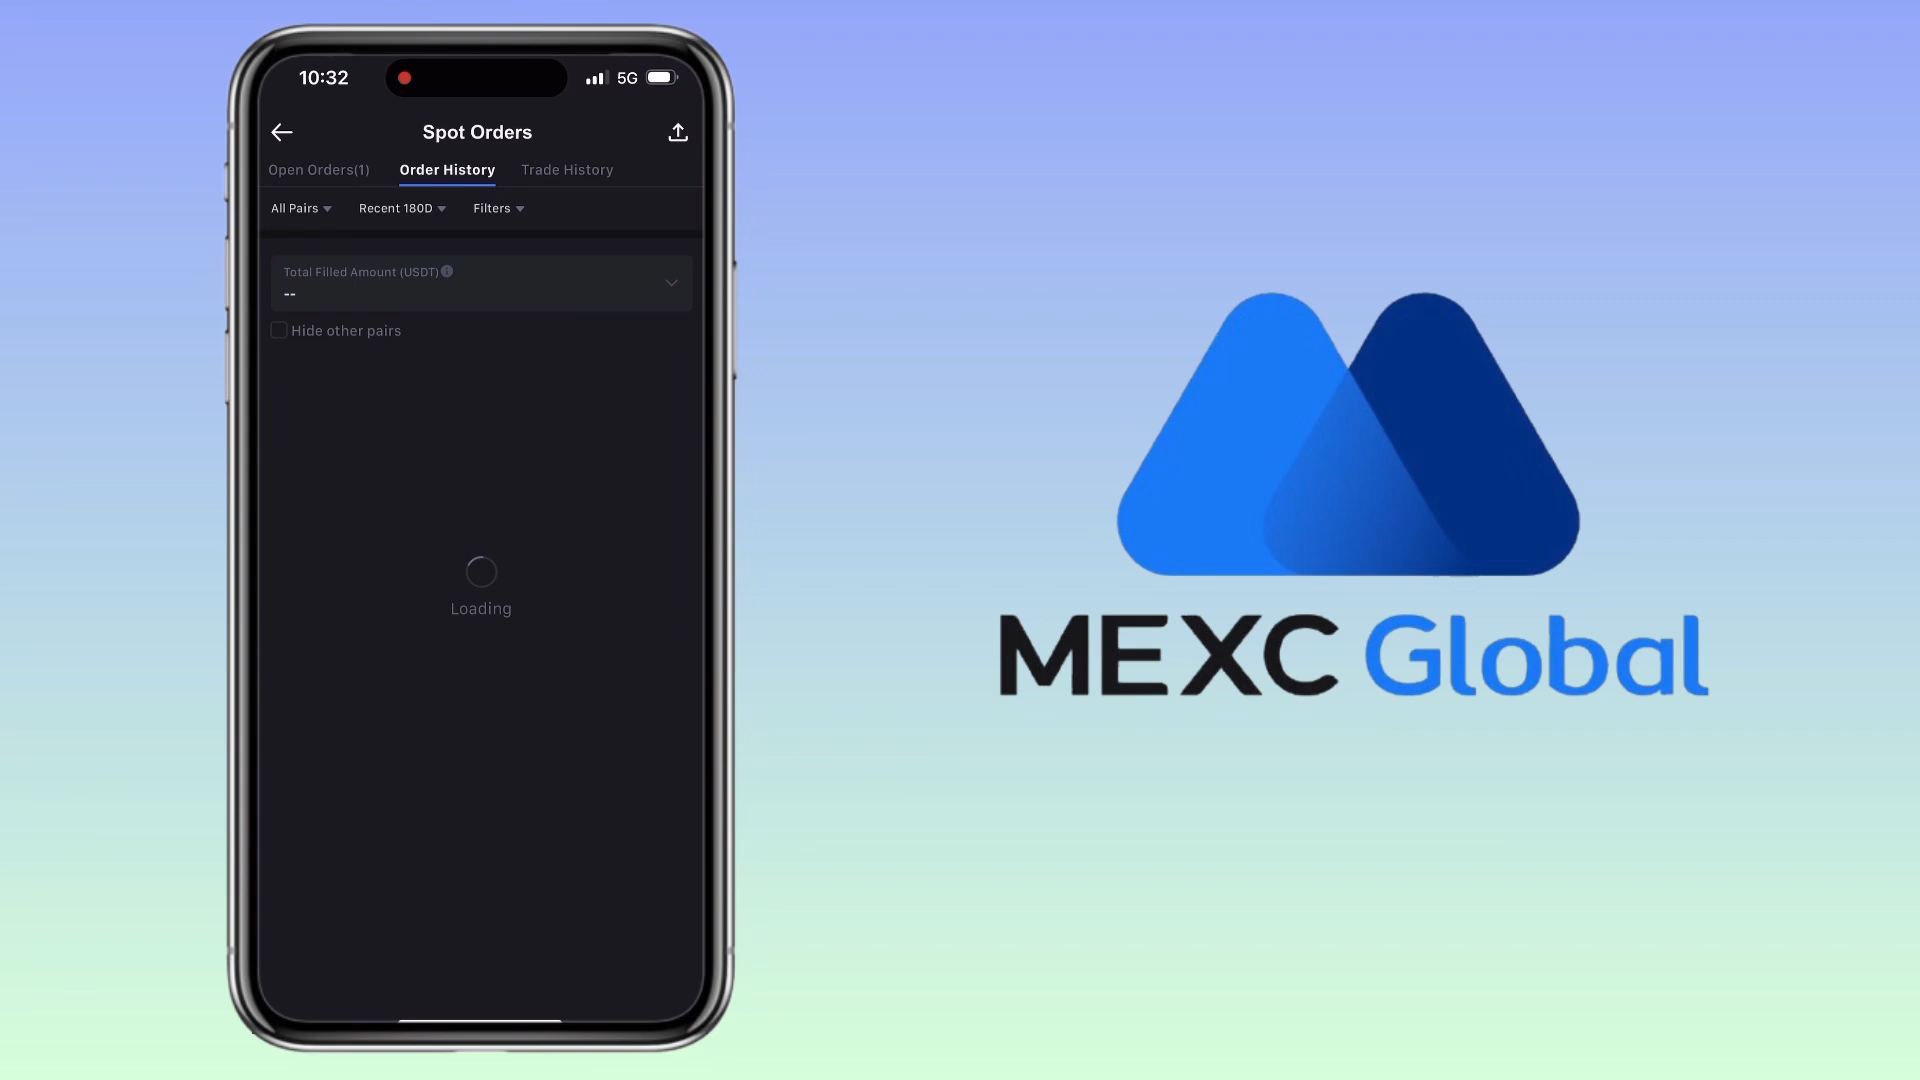 10:32 5G
Spot Orders
Open Orders(1) Order History Trade History
All Pairs Recent 180D Filters
Total Filled Amount (USDT)
--
Hide other pairs
Loading
MEXC Global